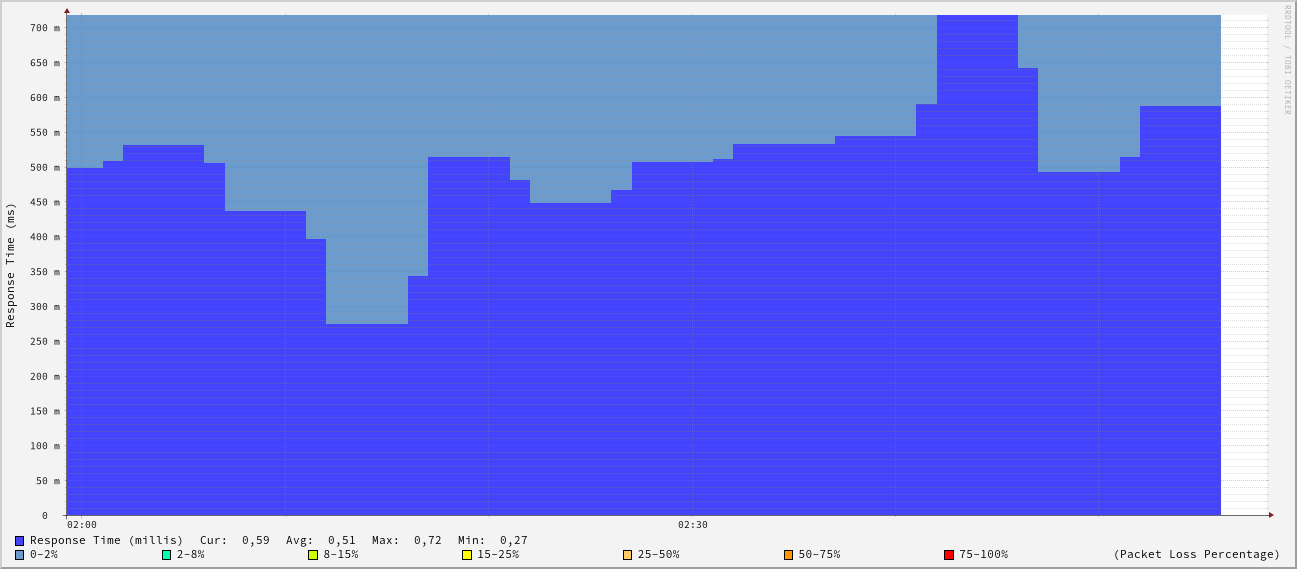 RRDTOOL / TOBI OETIKER
Response Time (ms)
700 m
650 m
600 m
550 m
500 m
450 m
400 m
350 m
300 m
250 m
200 m
150 m
100 m
50 m
0
02:00 02:30
Response Time (millis) Cur: 0,59 Avg: 0,51 Max: 0,72 Min: 0,27
0-2% 2-8% 8-15% 15-25% 25-50% 50-75% 75-100% (Packet Loss Percentage)